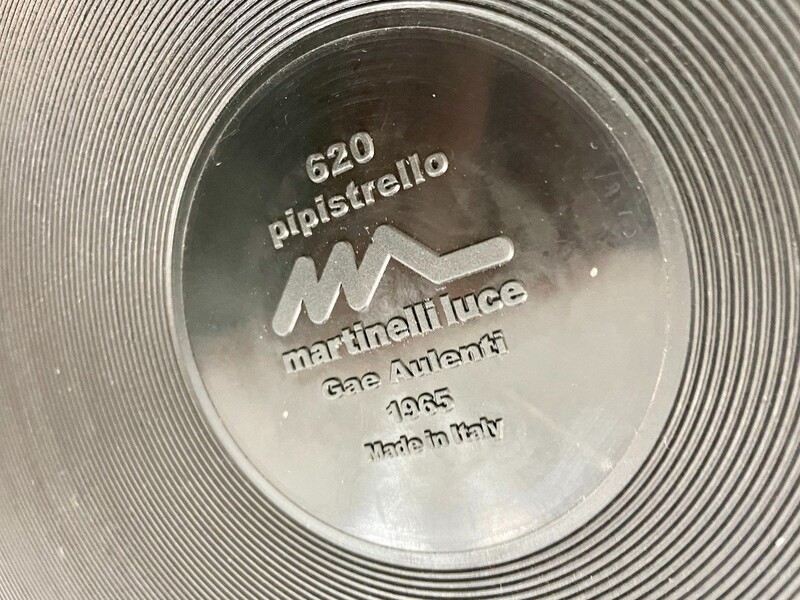 620
pipistrello
martinelli luce
Gae Aulenti
1965
Made in Italy